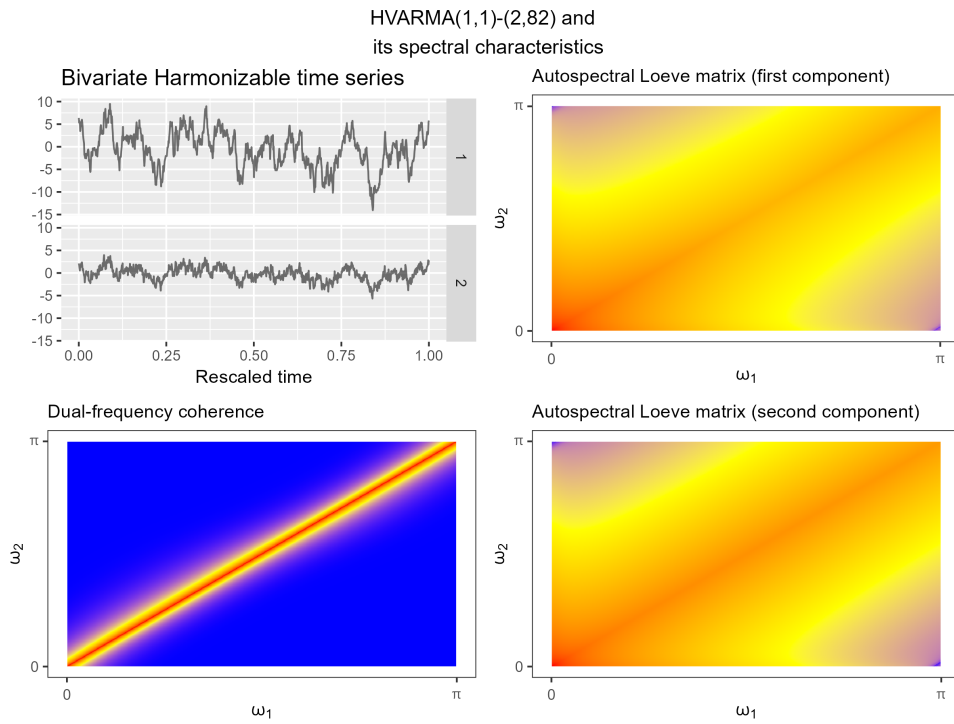 HVARMA(1,1)-(2,82) and
its spectral characteristics
Bivariate Harmonizable time series
10
5
0
-5
-10
-15
1
10
5
0
-5
-10
-15
2
0.00 0.25 0.50 0.75 1.00
Rescaled time
Autospectral Loeve matrix (first component)
π
ω2
0
0 π
ω1
Dual-frequency coherence
π
ω2
0
0 π
ω1
Autospectral Loeve matrix (second component)
π
ω2
0
0 π
ω1